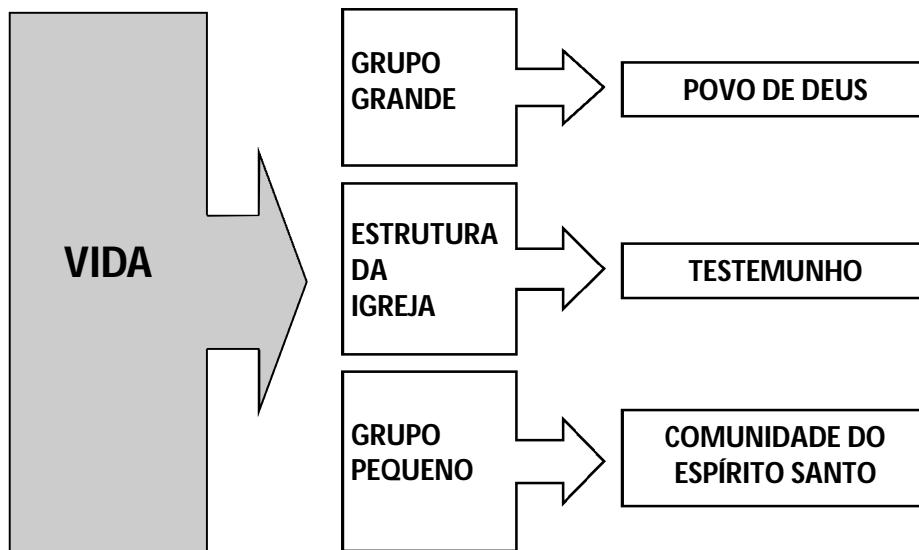 VIDA
GRUPO
GRANDE
POVO DE DEUS
ESTRUTURA
DA
IGREJA
TESTEMUNHO
GRUPO
PEQUENO
COMUNIDADE DO
ESPÍRITO SANTO